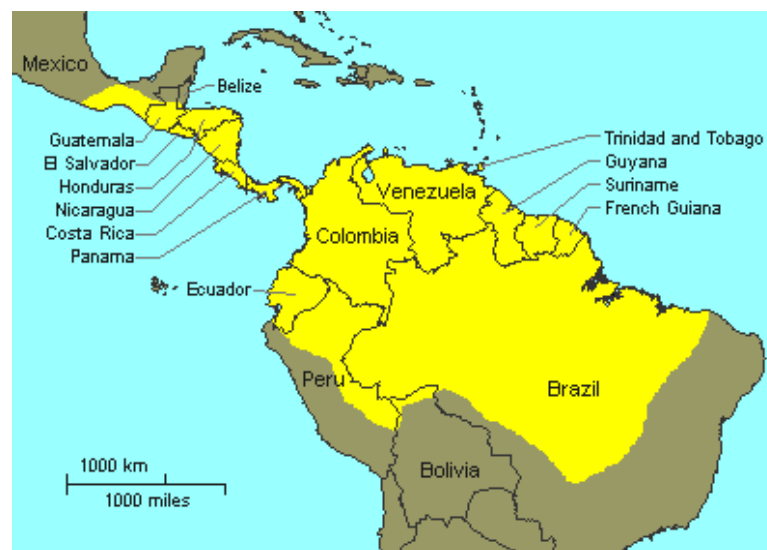 Mexico
Belize
Guatemala
El Salvador
Honduras
Nicaragua
Costa Rica
Panama
Trinidad and Tobago
Guyana
Suriname
French Guiana
Venezuela
Colombia
Ecuador
Peru
Brazil
Bolivia
1000 km
1000 miles